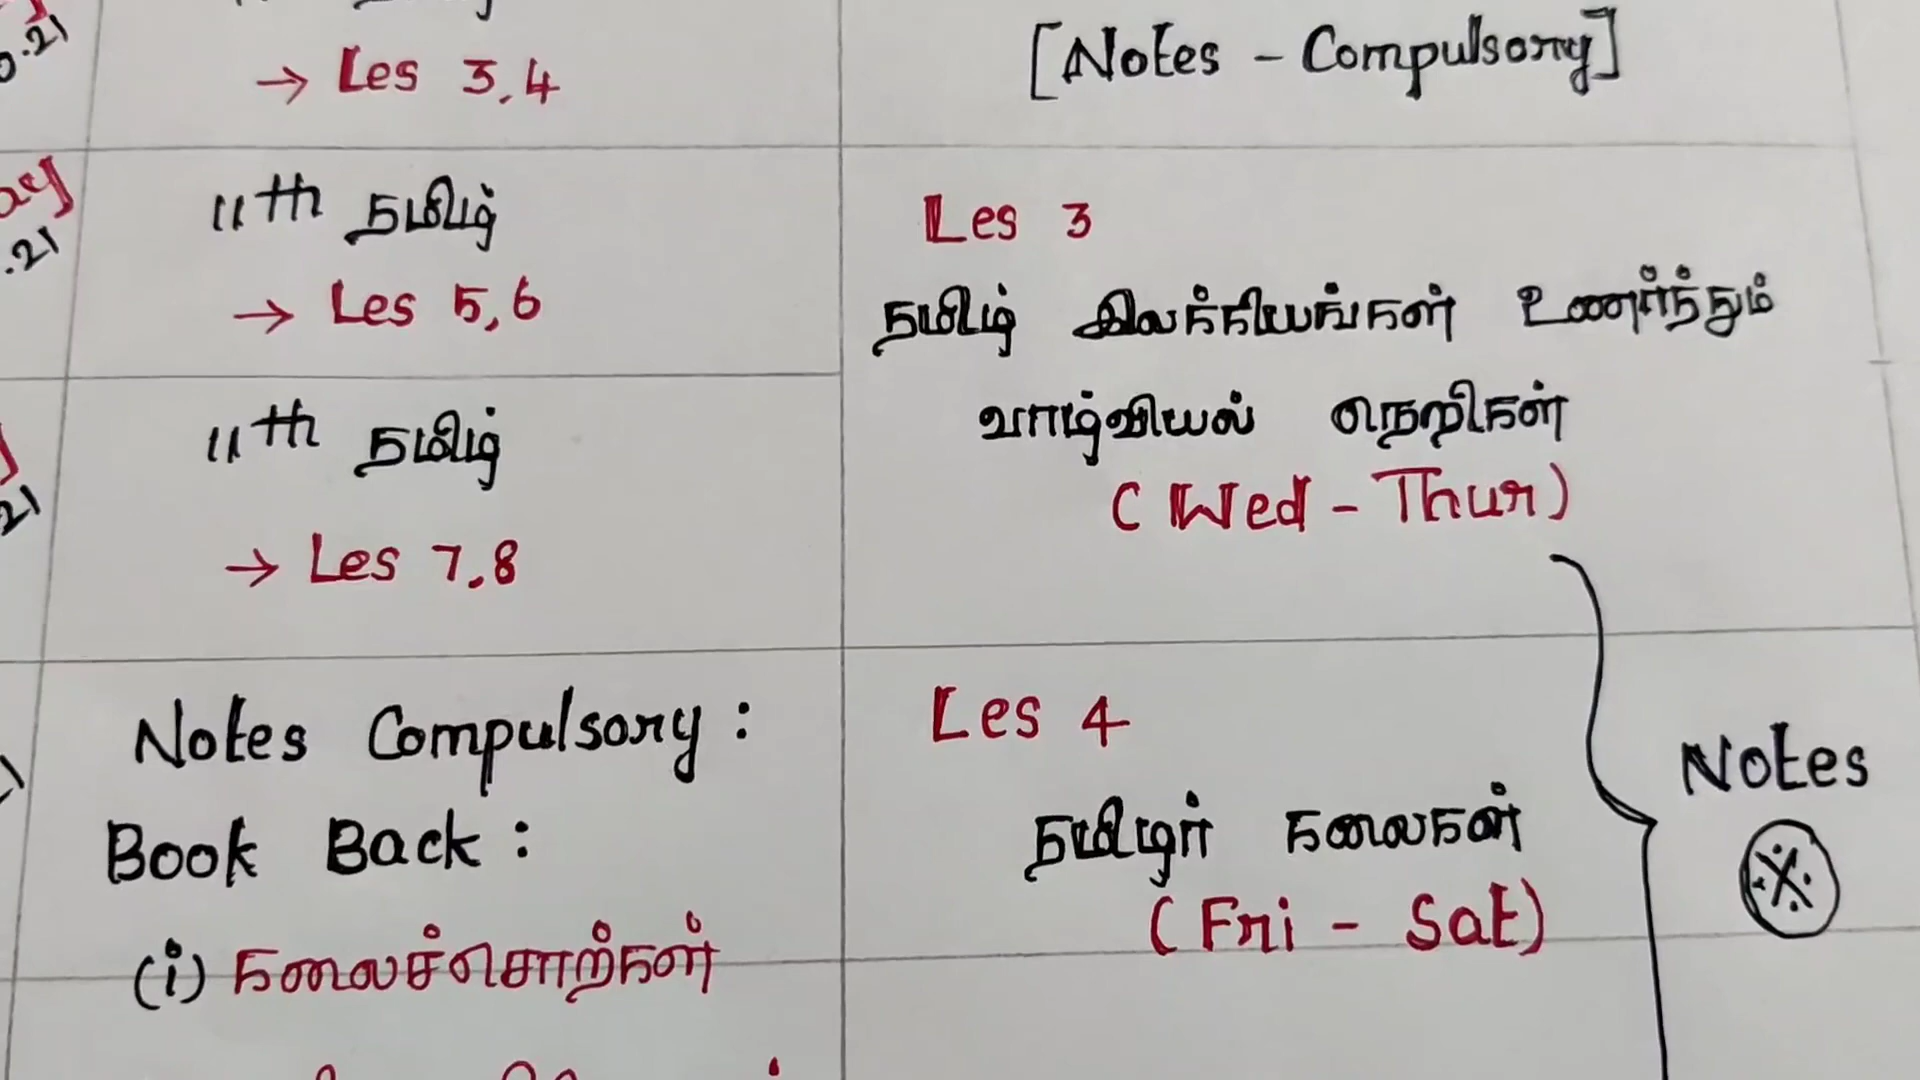 → Les 3,4
[Notes - Compulsory]
11th தமிழ்
→ Les 5,6
Les 3
தமிழ் இலக்கியங்கள் உணர்த்தும்
வாழ்வியல் நெறிகள்
(Wed - Thur)
11th தமிழ்
→ Les 7,8
Notes Compulsory :
Book Back :
(i) கலைச்சொற்கள்
Les 4
தமிழர் கலைகள்
(Fri - Sat)
Notes